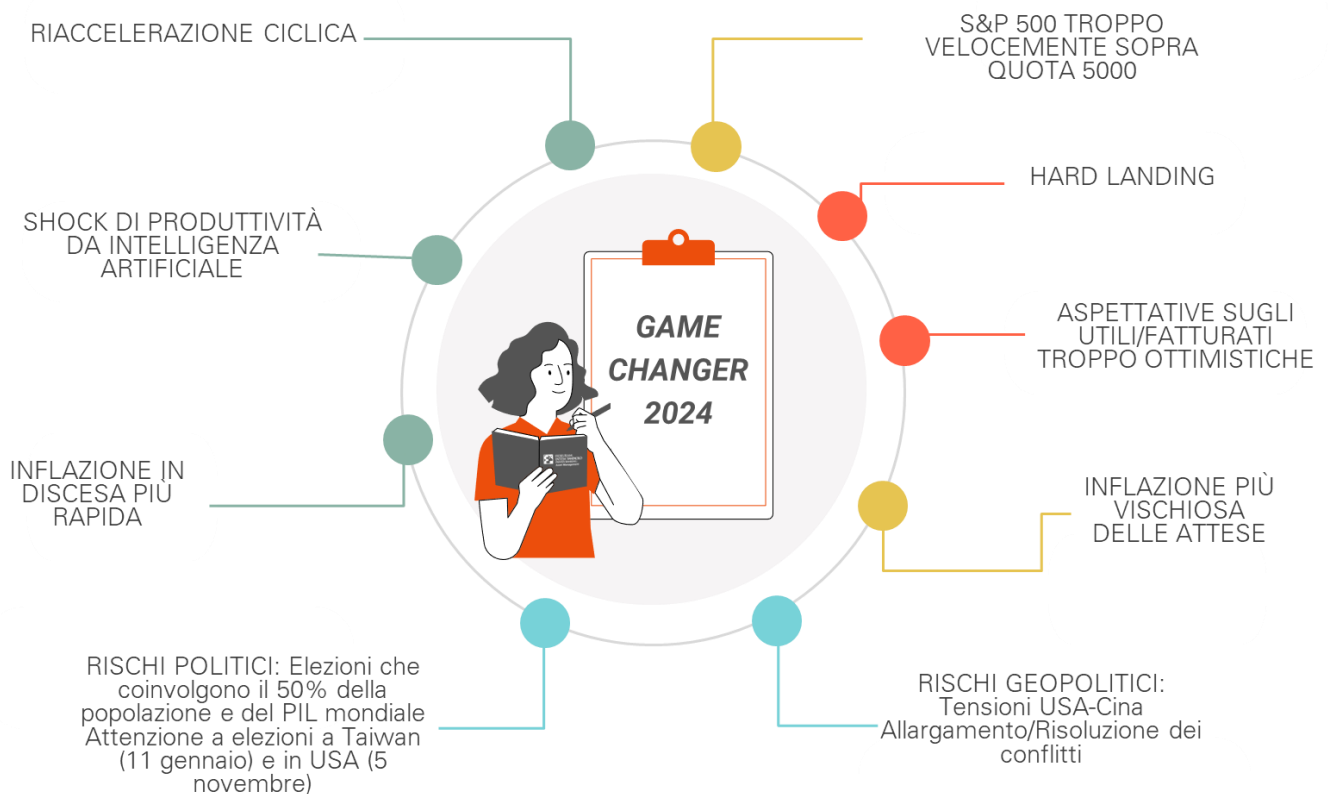 RIACCELERAZIONE CICLICA
S&P 500 TROPPO
VELOCEMENTE SOPRA
QUOTA 5000
HARD LANDING
SHOCK DI PRODUTTIVITÀ
DA INTELLIGENZA
ARTIFICIALE
GAME
CHANGER
2024
ASPETTATIVE SUGLI
UTILI/FATTURATI
TROPPO OTTIMISTICHE
INFLAZIONE IN
DISCESA PIÙ
RAPIDA
INFLAZIONE PIÙ
VISCHIOSA
DELLE ATTESE
RISCHI POLITICI: Elezioni che
coinvolgono il 50% della
popolazione e del PIL mondiale
Attenzione a elezioni a Taiwan
(11 gennaio) e in USA (5
novembre)
RISCHI GEOPOLITICI:
Tensioni USA-Cina
Allargamento/Risoluzione dei
conflitti